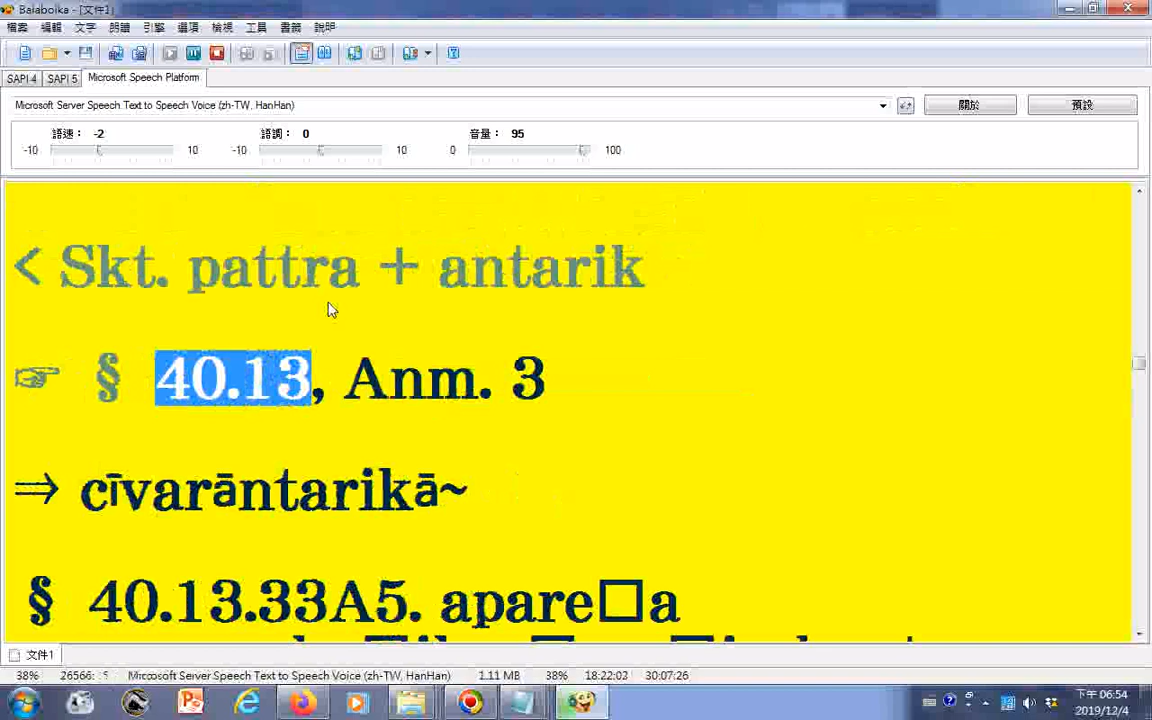 Balabolka - [文件1]
檔案 編輯 文字 朗讀 引擎 選項 檢視 工具 書籤 說明
SAPI 4 SAPI 5 Microsoft Speech Platform
Microsoft Server Speech Text to Speech Voice (zh-TW, HanHan) 關於 預設
語速： -2 語調： 0 音量： 95
-10 10 -10 10 0 100
< Skt. pattra + antarik
☞ § 40.13, Anm. 3
⇒ cīvarāntarikā~
§ 40.13.33A5. apare□a
文件1
38% Microsoft Server Speech Text to Speech Voice (zh-TW, HanHan) 1.11 MB 38% 18:22:03 30:07:26
下午 06:54
2019/12/4